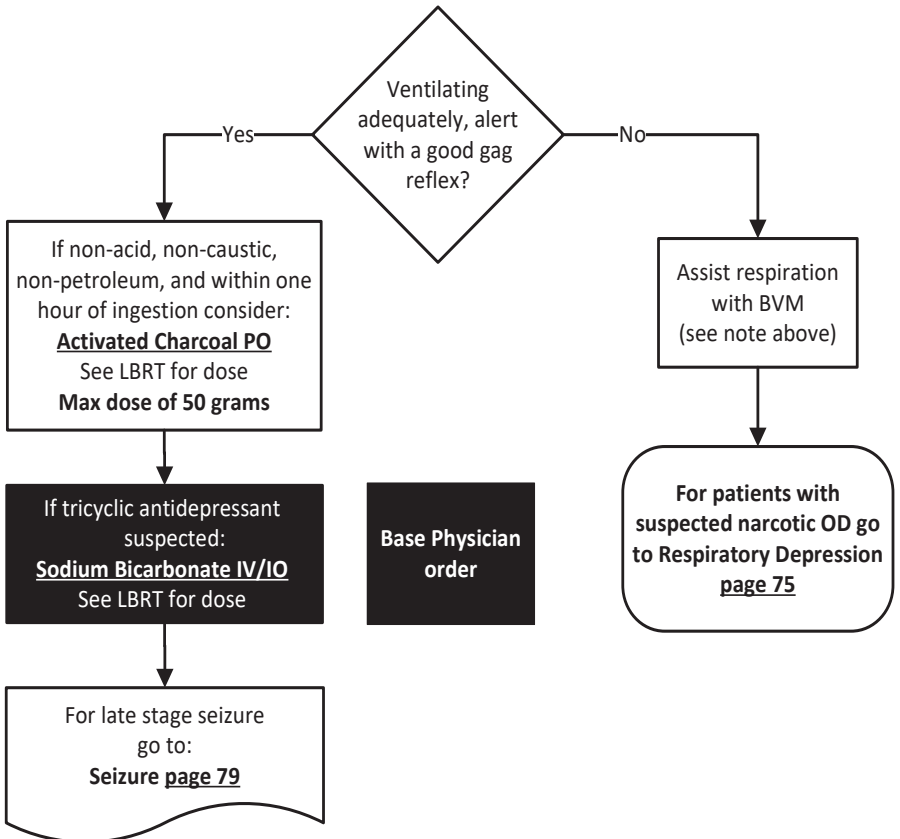 Ventilating
adequately, alert
with a good gag
reflex?
Yes
No
If non-acid, non-caustic,
non-petroleum, and within one
hour of ingestion consider:
Activated Charcoal PO
See LBRT for dose
Max dose of 50 grams
Assist respiration
with BVM
(see note above)
If tricyclic antidepressant
suspected:
Sodium Bicarbonate IV/IO
See LBRT for dose
Base Physician
order
For patients with
suspected narcotic OD go
to Respiratory Depression
page 75
For late stage seizure
go to:
Seizure page 79